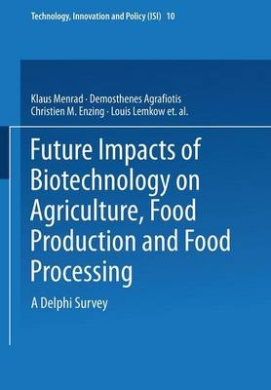 Technology, Innovation and Policy (ISI) 10
Klaus Menrad · Demosthenes Agrafiotis
Christien M. Enzing · Louis Lemkow et. al.
Future Impacts of
Biotechnology on
Agriculture, Food
Production and Food
Processing
A Delphi Survey